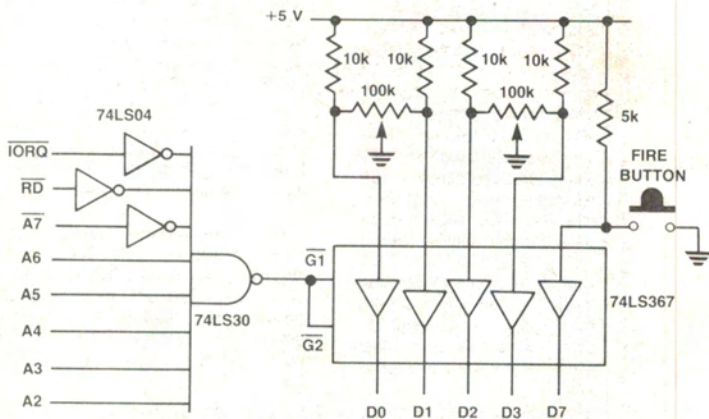 +5 V
10k
10k
10k
10k
100k
100k
5k
74LS04
IORQ
RD
A7
A6
A5
A4
A3
A2
74LS30
G1
G2
FIRE
BUTTON
74LS367
D0
D1
D2
D3
D7